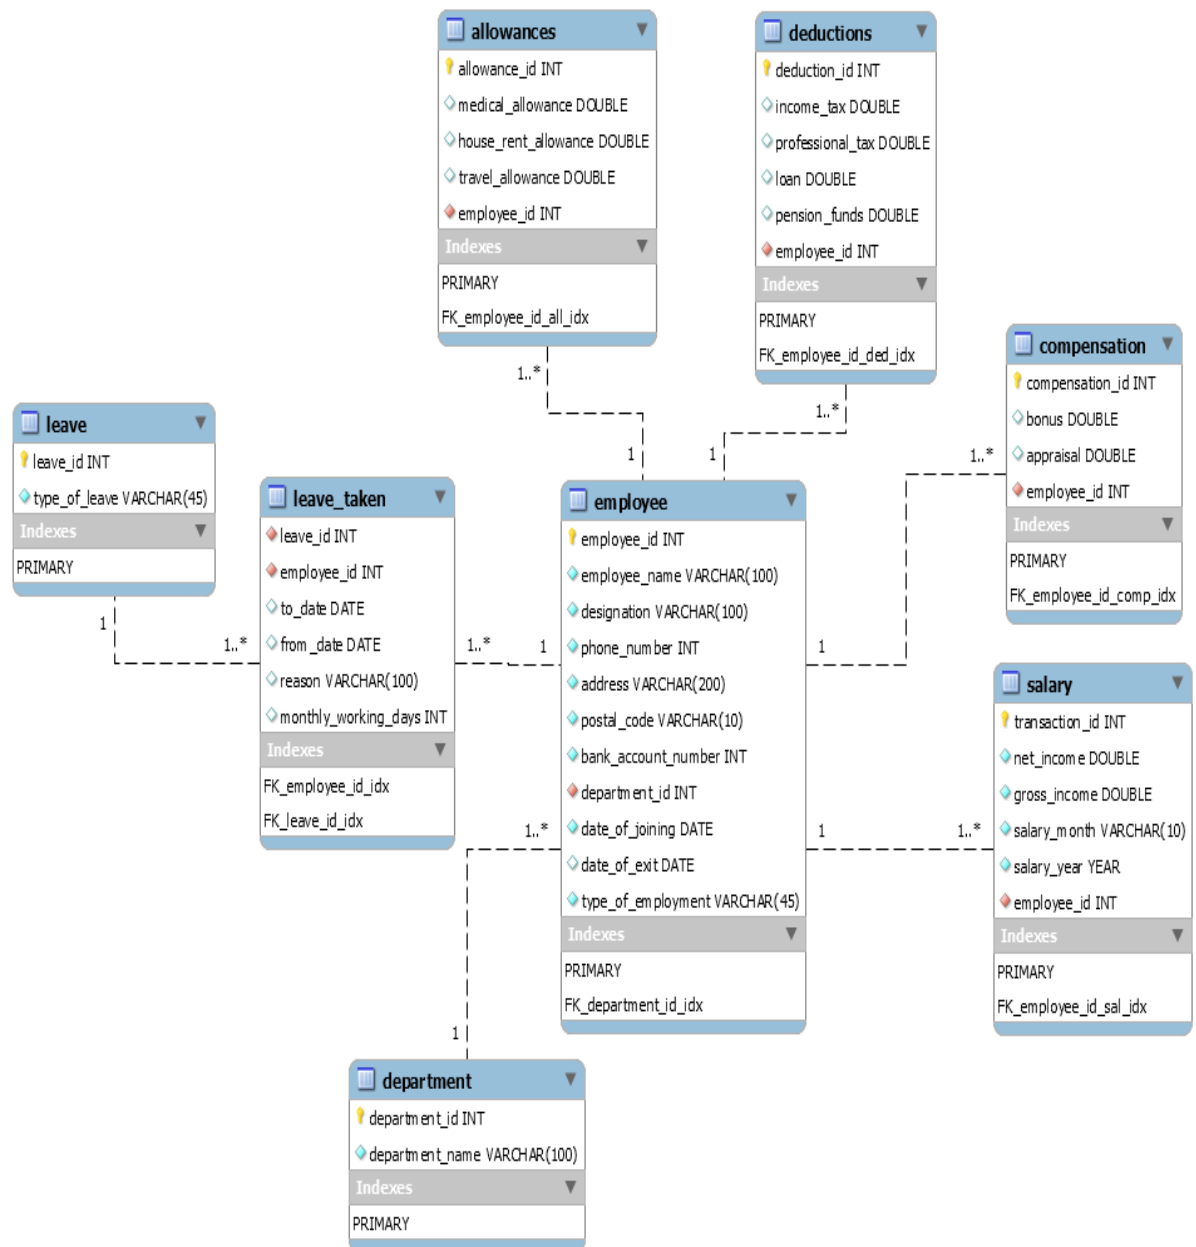 allowances
allowance_id INT
medical_allowance DOUBLE
house_rent_allowance DOUBLE
travel_allowance DOUBLE
employee_id INT
Indexes
PRIMARY
FK_employee_id_all_idx
1..*
1
deductions
deduction_id INT
income_tax DOUBLE
professional_tax DOUBLE
loan DOUBLE
pension_funds DOUBLE
employee_id INT
Indexes
PRIMARY
FK_employee_id_ded_idx
1..*
1
compensation
compensation_id INT
bonus DOUBLE
appraisal DOUBLE
employee_id INT
Indexes
PRIMARY
FK_employee_id_comp_idx
1..*
1
leave
leave_id INT
type_of_leave VARCHAR(45)
Indexes
PRIMARY
1
1..*
leave_taken
leave_id INT
employee_id INT
to_date DATE
from_date DATE
reason VARCHAR(100)
monthly_working_days INT
Indexes
FK_employee_id_idx
FK_leave_id_idx
1..*
1
employee
employee_id INT
employee_name VARCHAR(100)
designation VARCHAR(100)
phone_number INT
address VARCHAR(200)
postal_code VARCHAR(10)
bank_account_number INT
department_id INT
date_of_joining DATE
date_of_exit DATE
type_of_employment VARCHAR(45)
Indexes
PRIMARY
FK_department_id_idx
1
1..*
salary
transaction_id INT
net_income DOUBLE
gross_income DOUBLE
salary_month VARCHAR(10)
salary_year YEAR
employee_id INT
Indexes
PRIMARY
FK_employee_id_sal_idx
1..*
1
department
department_id INT
department_name VARCHAR(100)
Indexes
PRIMARY